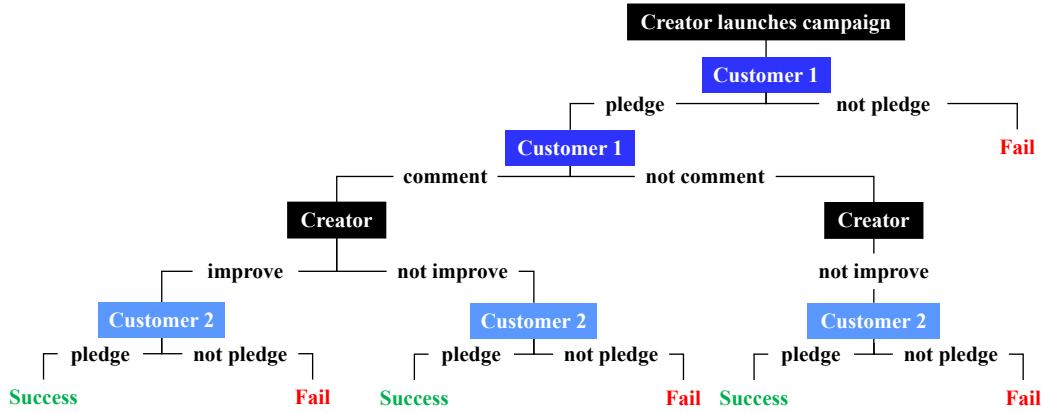 Creator launches campaign
Customer 1
pledge
not pledge
Customer 1
Fail
comment
not comment
Creator
Creator
improve
not improve
not improve
Customer 2
Customer 2
Customer 2
pledge
not pledge
pledge
not pledge
pledge
not pledge
Success
Fail
Success
Fail
Success
Fail